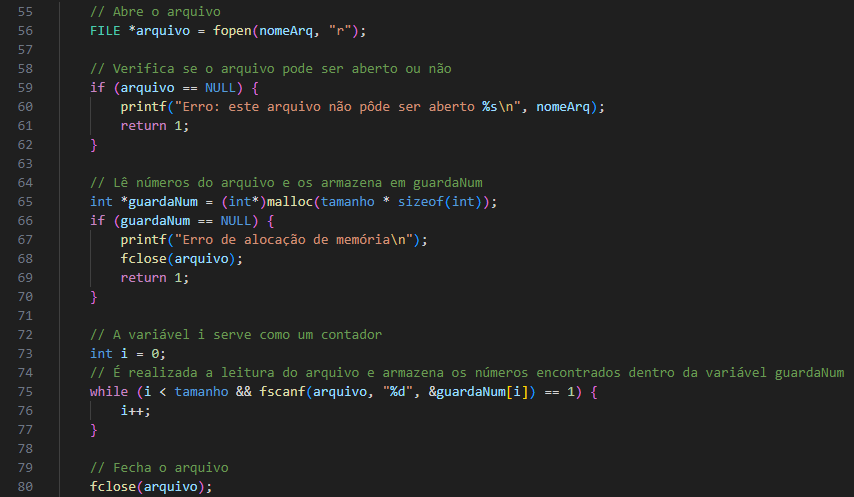 55 // Abre o arquivo
56 FILE *arquivo = fopen(nomeArq, "r");
57
58 // Verifica se o arquivo pode ser aberto ou não
59 if (arquivo == NULL) {
60 printf("Erro: este arquivo não pôde ser aberto %s\n", nomeArq);
61 return 1;
62 }
63
64 // Lê números do arquivo e os armazena em guardaNum
65 int *guardaNum = (int*)malloc(tamanho * sizeof(int));
66 if (guardaNum == NULL) {
67 printf("Erro de alocação de memória\n");
68 fclose(arquivo);
69 return 1;
70 }
71
72 // A variável i serve como um contador
73 int i = 0;
74 // É realizada a leitura do arquivo e armazena os números encontrados dentro da variável guardaNum
75 while (i < tamanho && fscanf(arquivo, "%d", &guardaNum[i]) == 1) {
76 i++;
77 }
78
79 // Fecha o arquivo
80 fclose(arquivo);